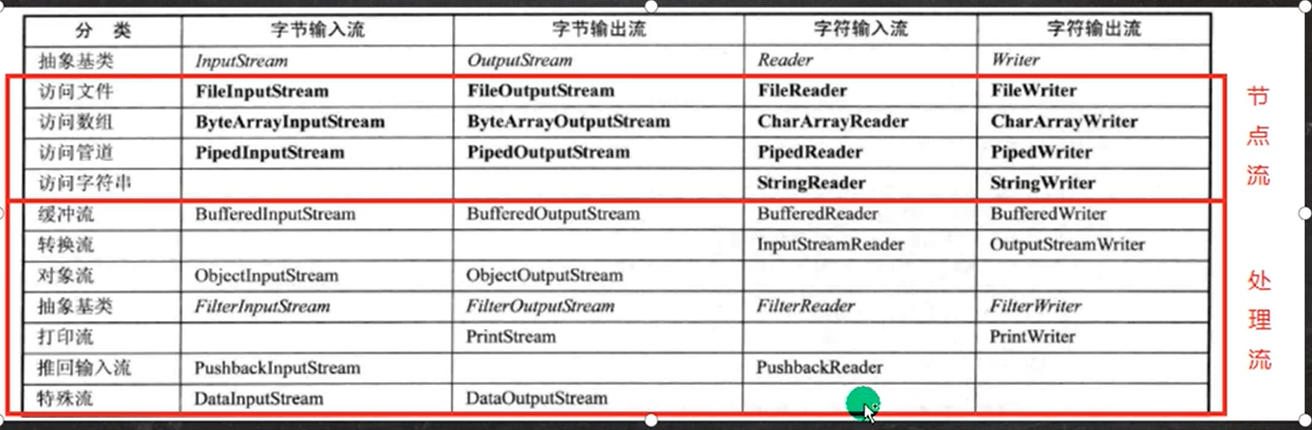 分 类 字节输入流 字节输出流 字符输入流 字符输出流
抽象基类 InputStream OutputStream Reader Writer
访问文件 FileInputStream FileOutputStream FileReader FileWriter
访问数组 ByteArrayInputStream ByteArrayOutputStream CharArrayReader CharArrayWriter
访问管道 PipedInputStream PipedOutputStream PipedReader PipedWriter
访问字符串 StringReader StringWriter
缓冲流 BufferedInputStream BufferedOutputStream BufferedReader BufferedWriter
转换流 InputStreamReader OutputStreamWriter
对象流 ObjectInputStream ObjectOutputStream
抽象基类 FilterInputStream FilterOutputStream FilterReader FilterWriter
打印流 PrintStream PrintWriter
推回输入流 PushbackInputStream PushbackReader
特殊流 DataInputStream DataOutputStream
节点流
处理流